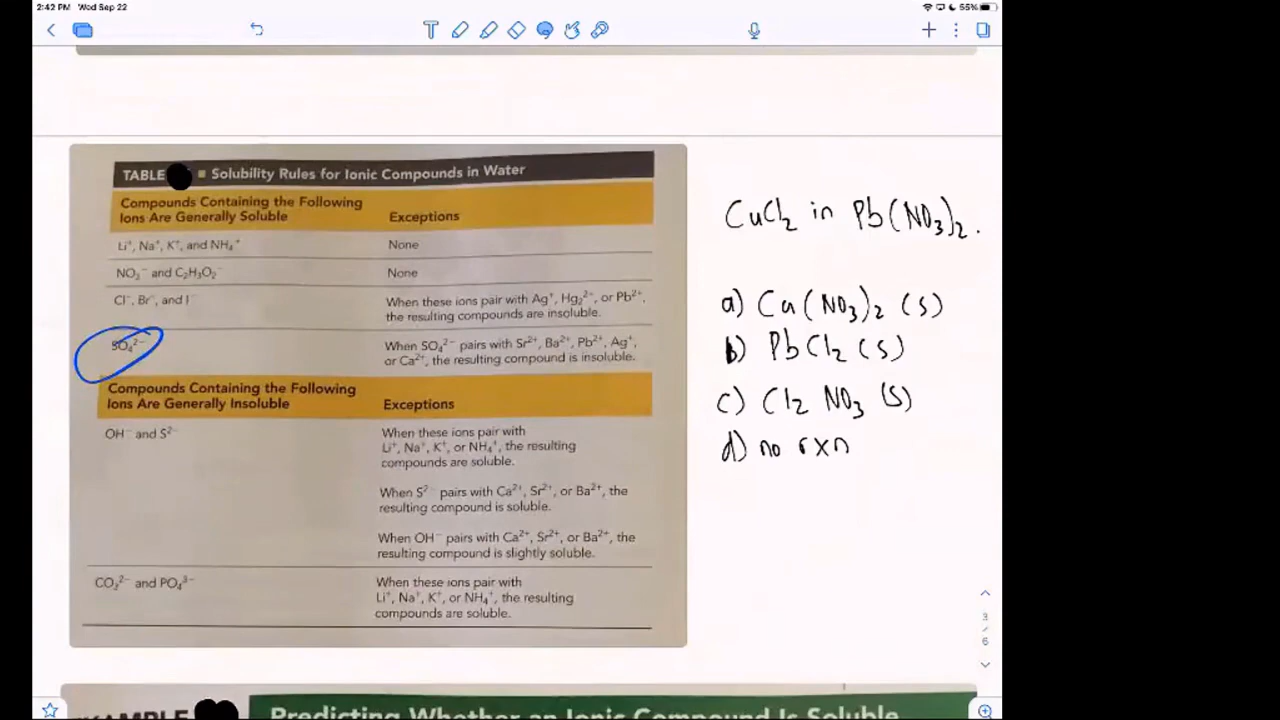 2:42 PM Wed Sep 22
55%
TABLE ■ Solubility Rules for Ionic Compounds in Water
Compounds Containing the Following
Ions Are Generally Soluble
Exceptions
Li⁺, Na⁺, K⁺, and NH₄⁺
None
NO₃⁻ and C₂H₃O₂⁻
None
Cl⁻, Br⁻, and I⁻
When these ions pair with Ag⁺, Hg₂²⁺, or Pb²⁺,
the resulting compounds are insoluble.
SO₄²⁻
When SO₄²⁻ pairs with Sr²⁺, Ba²⁺, Pb²⁺, Ag⁺,
or Ca²⁺, the resulting compound is insoluble.
Compounds Containing the Following
Ions Are Generally Insoluble
Exceptions
OH⁻ and S²⁻
When these ions pair with
Li⁺, Na⁺, K⁺, or NH₄⁺, the resulting
compounds are soluble.
When S²⁻ pairs with Ca²⁺, Sr²⁺, or Ba²⁺, the
resulting compound is soluble.
When OH⁻ pairs with Ca²⁺, Sr²⁺, or Ba²⁺, the
resulting compound is slightly soluble.
CO₃²⁻ and PO₄³⁻
When these ions pair with
Li⁺, Na⁺, K⁺, or NH₄⁺, the resulting
compounds are soluble.
CuCl₂ in Pb(NO₃)₂.
a) Cu(NO₃)₂ (s)
b) PbCl₂ (s)
c) Cl₂ NO₃ (s)
d) no rxn
3
/
6
Predicting Whether an Ionic Compound Is Soluble